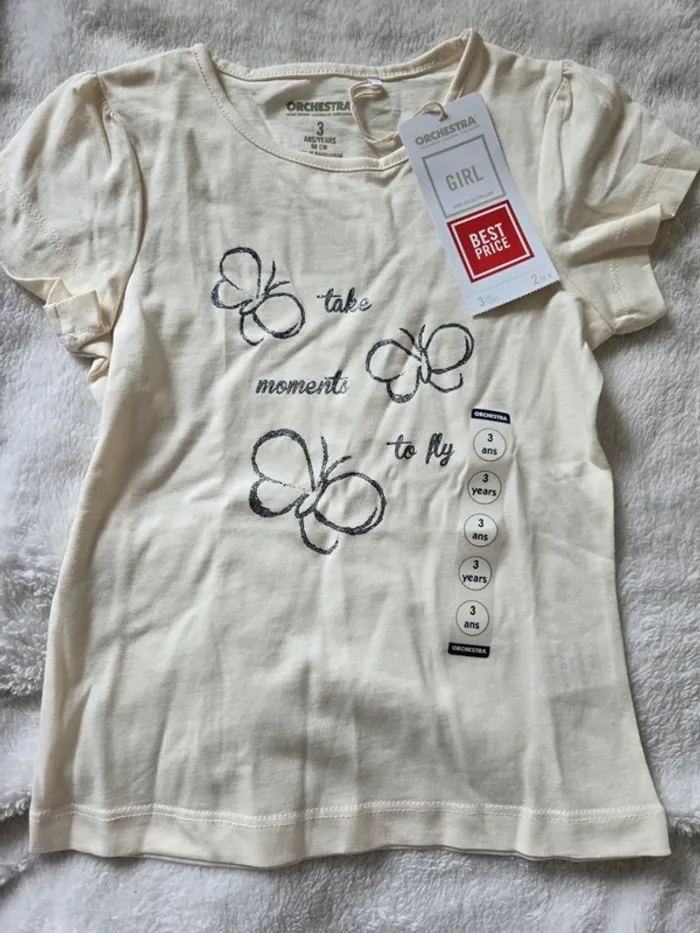 ORCHESTRA
3
ANS/YEARS
ORCHESTRA
GIRL
BEST
PRICE
3
take
moments
to fly
ORCHESTRA
3
ans
3
years
3
ans
3
years
3
ans
ORCHESTRA